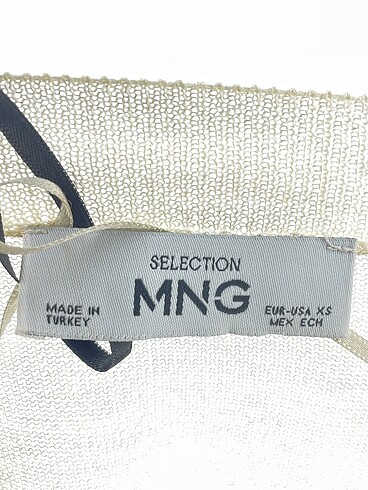 SELECTION
MNG
MADE IN
TURKEY
EUR-USA XS
MEX ECH